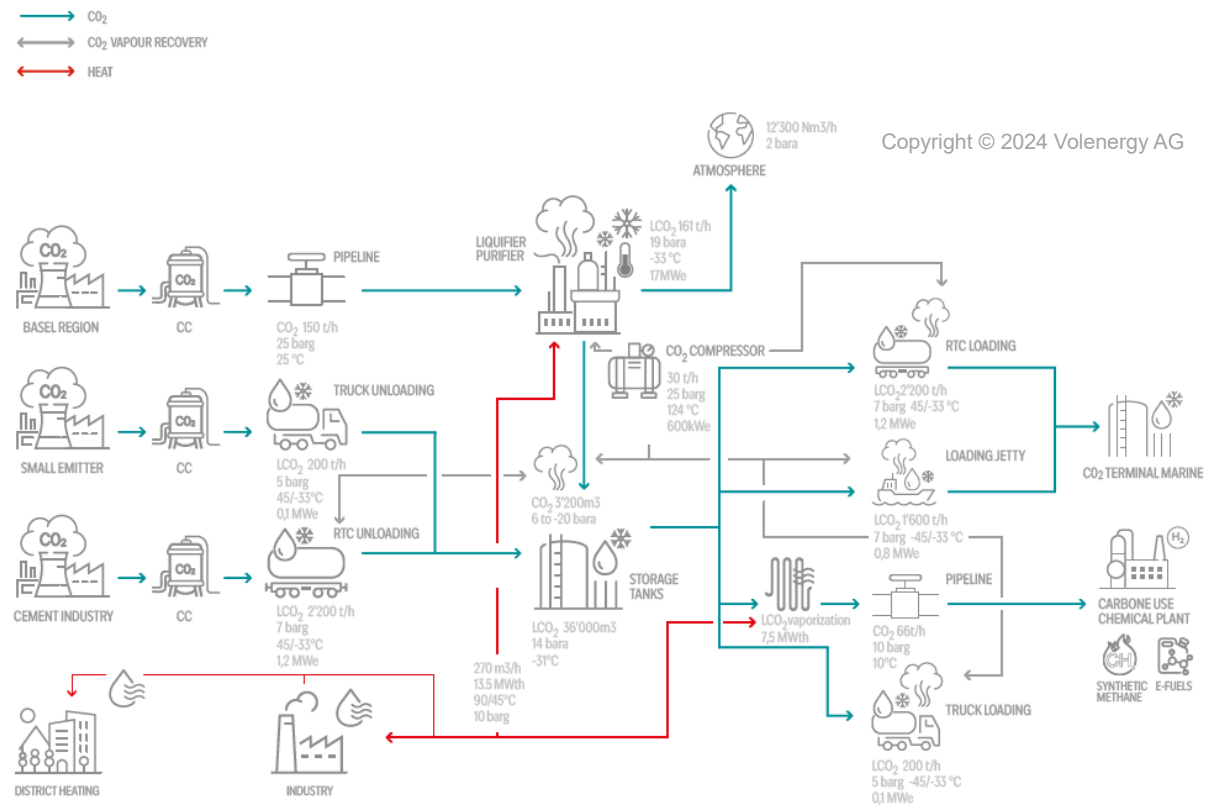 CO₂
CO₂ VAPOUR RECOVERY
HEAT
12'300 Nm3/h
2 bara
ATMOSPHERE
Copyright © 2024 Volenergy AG
LIQUIFIER
PURIFIER
LCO₂ 161 t/h
19 bara
-33 °C
17MWe
CO₂
BASEL REGION
CO₂
CC
PIPELINE
CO₂ 150 t/h
25 barg
25 °C
CO₂ COMPRESSOR
30 t/h
25 barg
124 °C
600kWe
RTC LOADING
LCO₂2'200 t/h
7 barg 45/-33 °C
1,2 MWe
CO₂
SMALL EMITTER
CO₂
CC
TRUCK UNLOADING
LCO₂ 200 t/h
5 barg
45/-33°C
0,1 MWe
CO₂ 3'200m3
6 to -20 bara
LOADING JETTY
LCO₂ 1'600 t/h
7 barg -45/-33 °C
0,8 MWe
CO₂ TERMINAL MARINE
CO₂
CEMENT INDUSTRY
CO₂
CC
RTC UNLOADING
LCO₂ 2'200 t/h
7 barg
45/-33°C
1,2 MWe
STORAGE
TANKS
LCO₂ 36'000m3
14 bara
-31°C
LCO₂vaporization
7,5 MWth
PIPELINE
CO₂ 66t/h
10 barg
10°C
H₂
CARBONE USE
CHEMICAL PLANT
CH
SYNTHETIC
METHANE
E-FUELS
270 m3/h
13.5 MWth
90/45°C
10 barg
TRUCK LOADING
LCO₂ 200 t/h
5 barg -45/-33 °C
0,1 MWe
DISTRICT HEATING
INDUSTRY